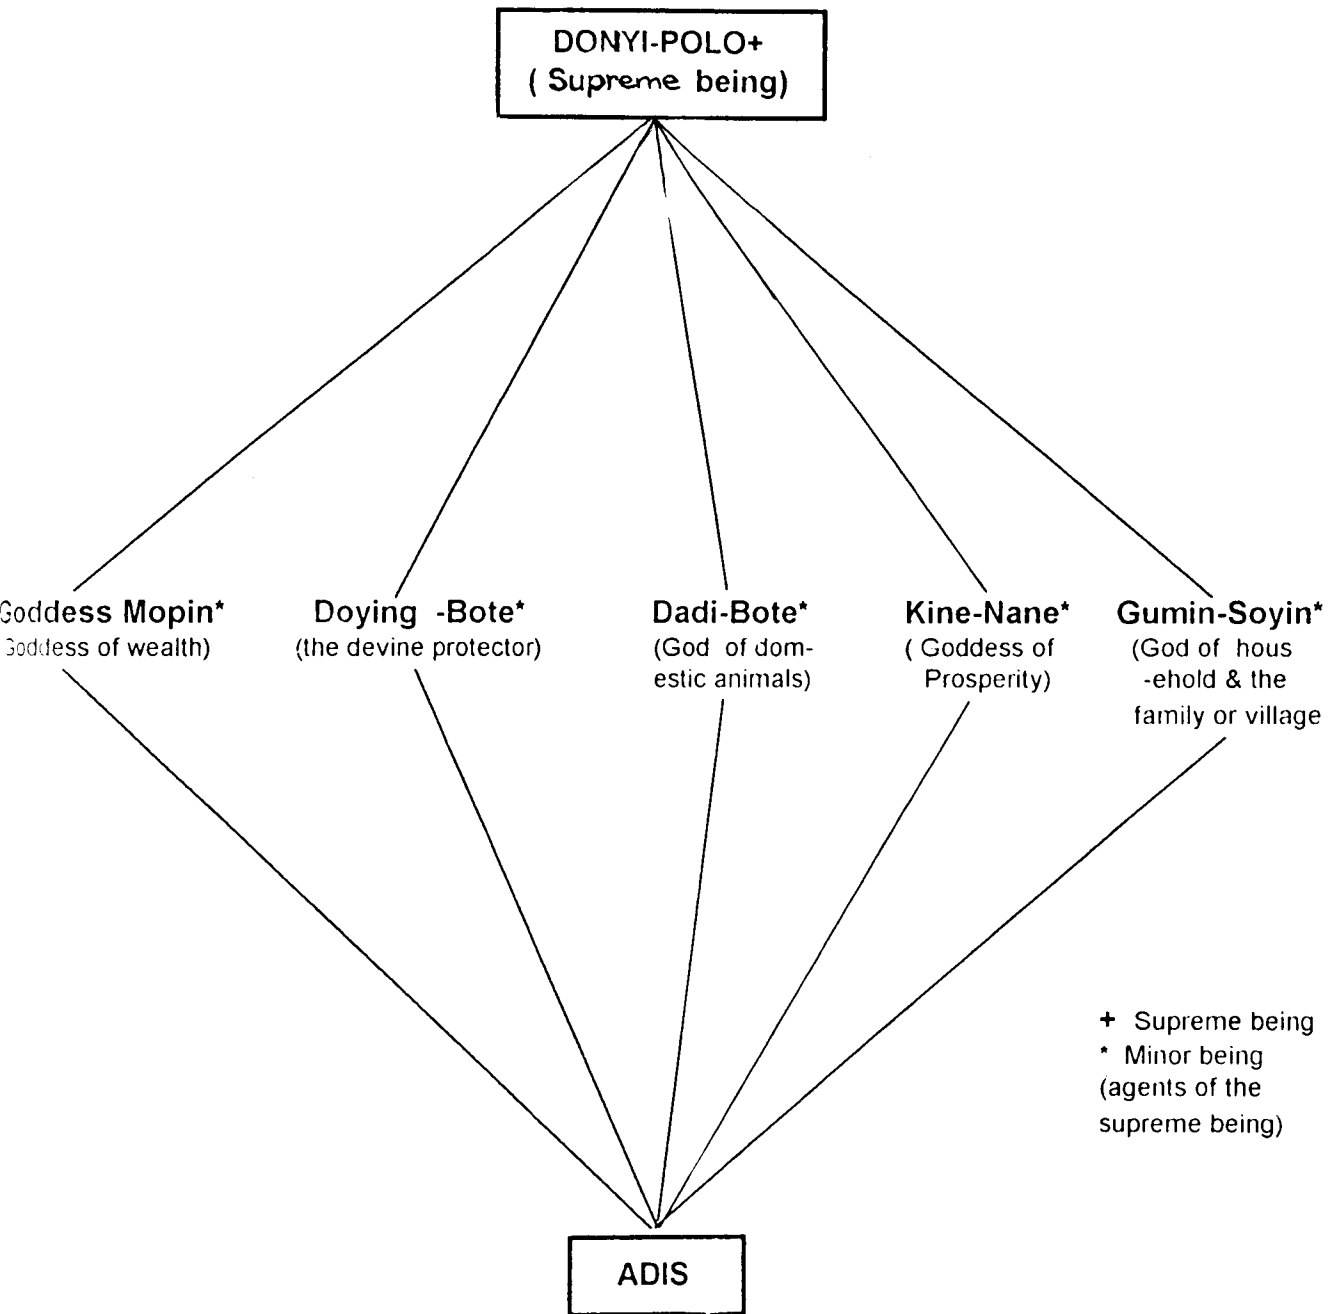 DONYI-POLO+
( Supreme being)
Goddess Mopin*
Goddess of wealth)
Doying -Bote*
(the devine protector)
Dadi-Bote*
(God of dom-
estic animals)
Kine-Nane*
( Goddess of
Prosperity)
Gumin-Soyin*
(God of hous
-ehold & the
family or village
+ Supreme being
* Minor being
(agents of the
supreme being)
ADIS